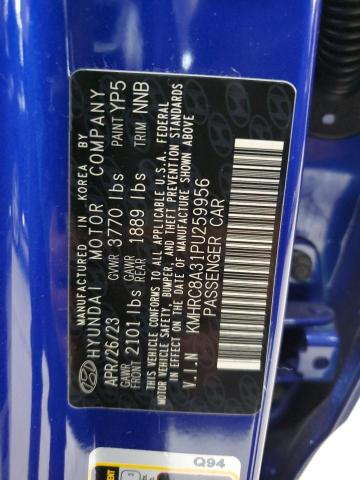 MANUFACTURED IN KOREA BY
HYUNDAI MOTOR COMPANY
APR/26/23 GVWR 3770 lbs PAINT YP5
GAWR FRONT 2101 lbs GAWR REAR 1889 lbs TRIM NNB
THIS VEHICLE CONFORMS TO ALL APPLICABLE U.S.A. FEDERAL
MOTOR VEHICLE SAFETY, BUMPER, AND THEFT PREVENTION STANDARDS
IN EFFECT ON THE DATE OF MANUFACTURE SHOWN ABOVE.
V.I.N KMHRC8A31PU259956
PASSENGER CAR
Q94